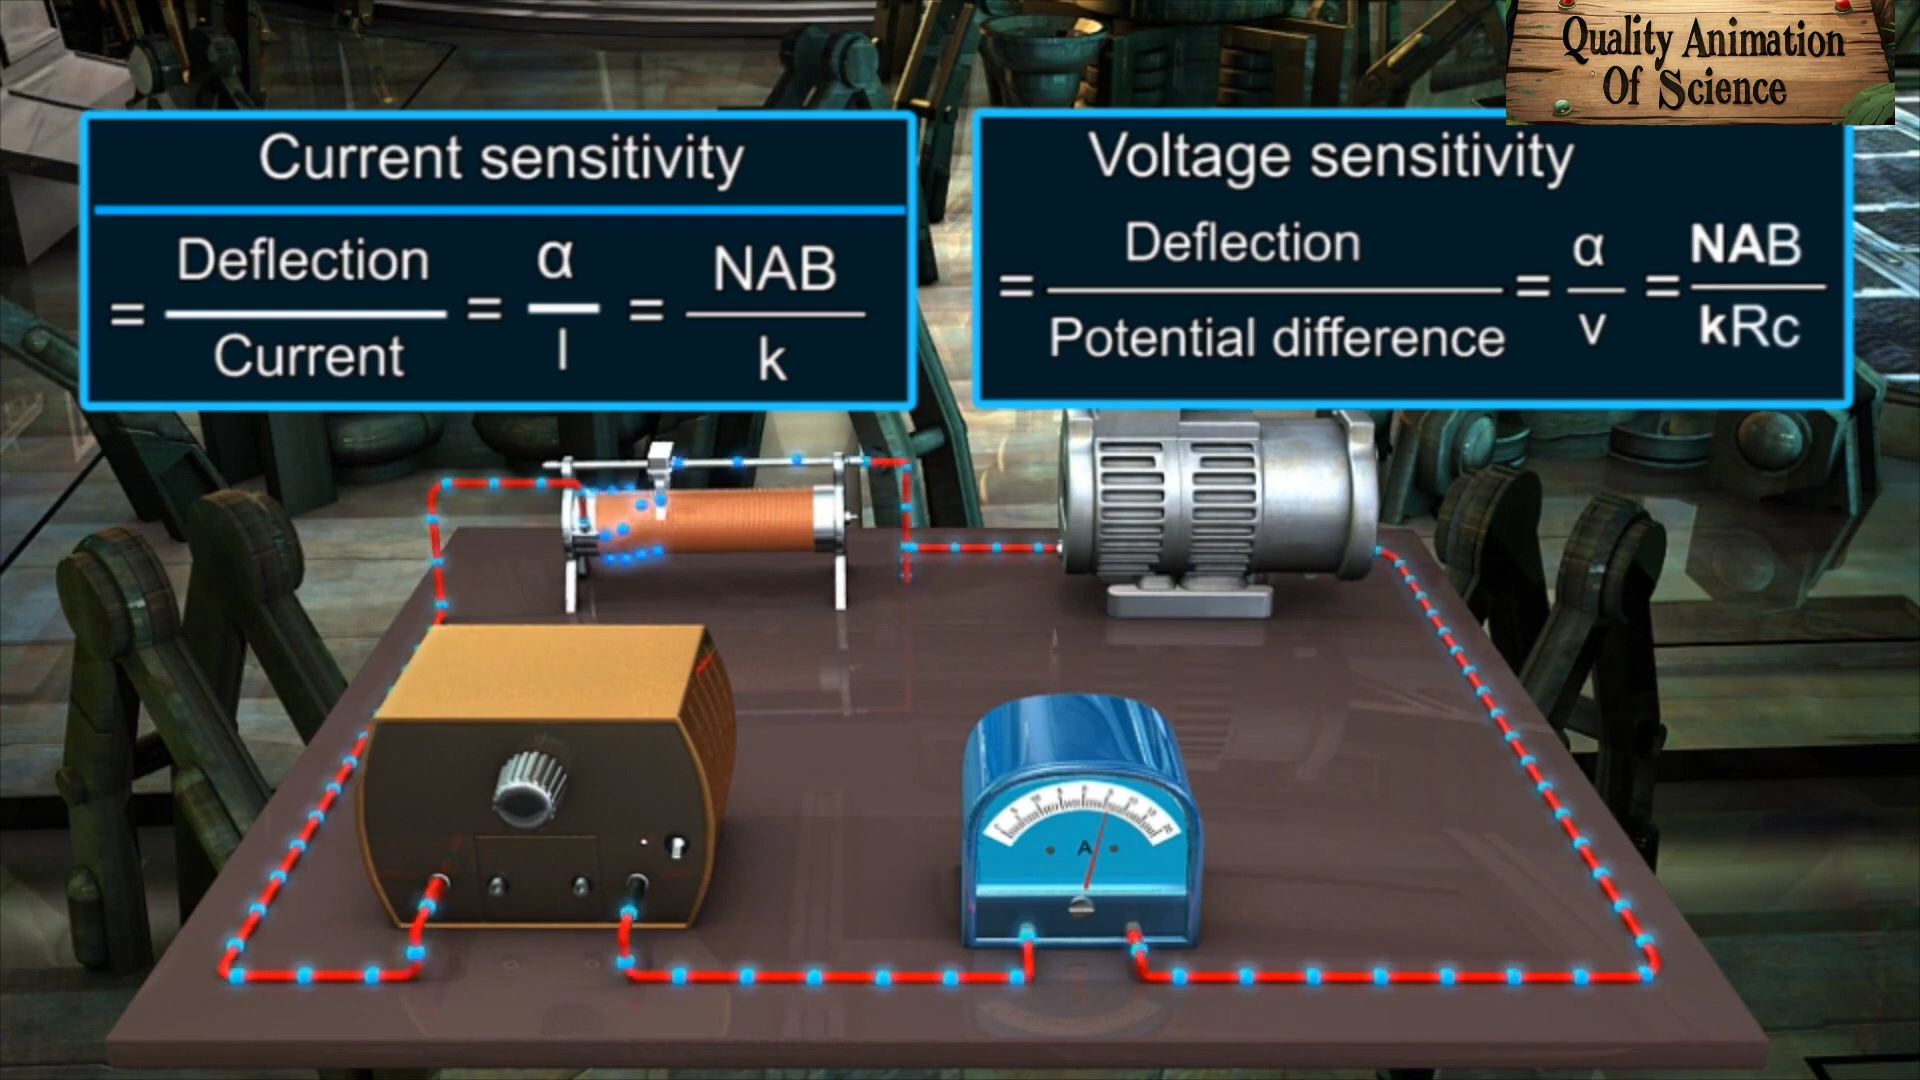 Quality Animation
Of Science
Current sensitivity
= Deflection / Current = α / I = NAB / k
Voltage sensitivity
= Deflection / Potential difference = α / v = NAB / kRc
A